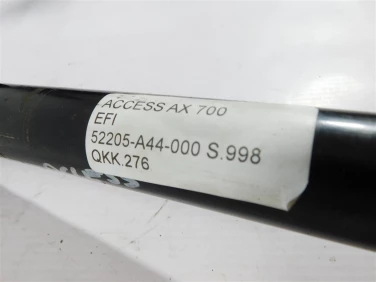 ACCESS AX 700
EFI
52205-A44-000 S.998
QKK.276